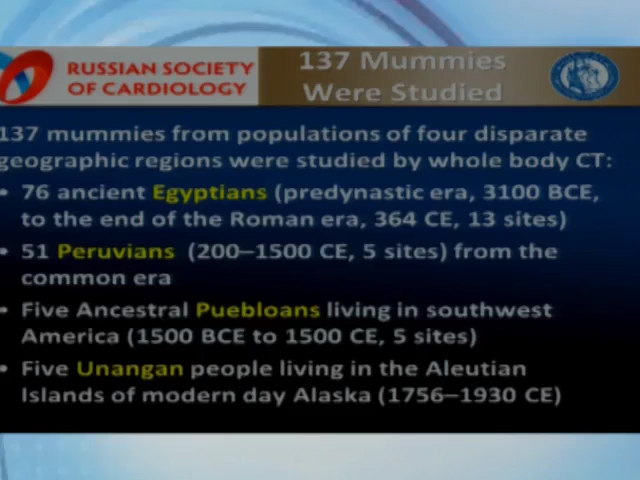 RUSSIAN SOCIETY
OF CARDIOLOGY
137 Mummies
Were Studied
137 mummies from populations of four disparate
geographic regions were studied by whole body CT:
• 76 ancient Egyptians (predynastic era, 3100 BCE,
to the end of the Roman era, 364 CE, 13 sites)
• 51 Peruvians (200–1500 CE, 5 sites) from the
common era
• Five Ancestral Puebloans living in southwest
America (1500 BCE to 1500 CE, 5 sites)
• Five Unangan people living in the Aleutian
Islands of modern day Alaska (1756–1930 CE)